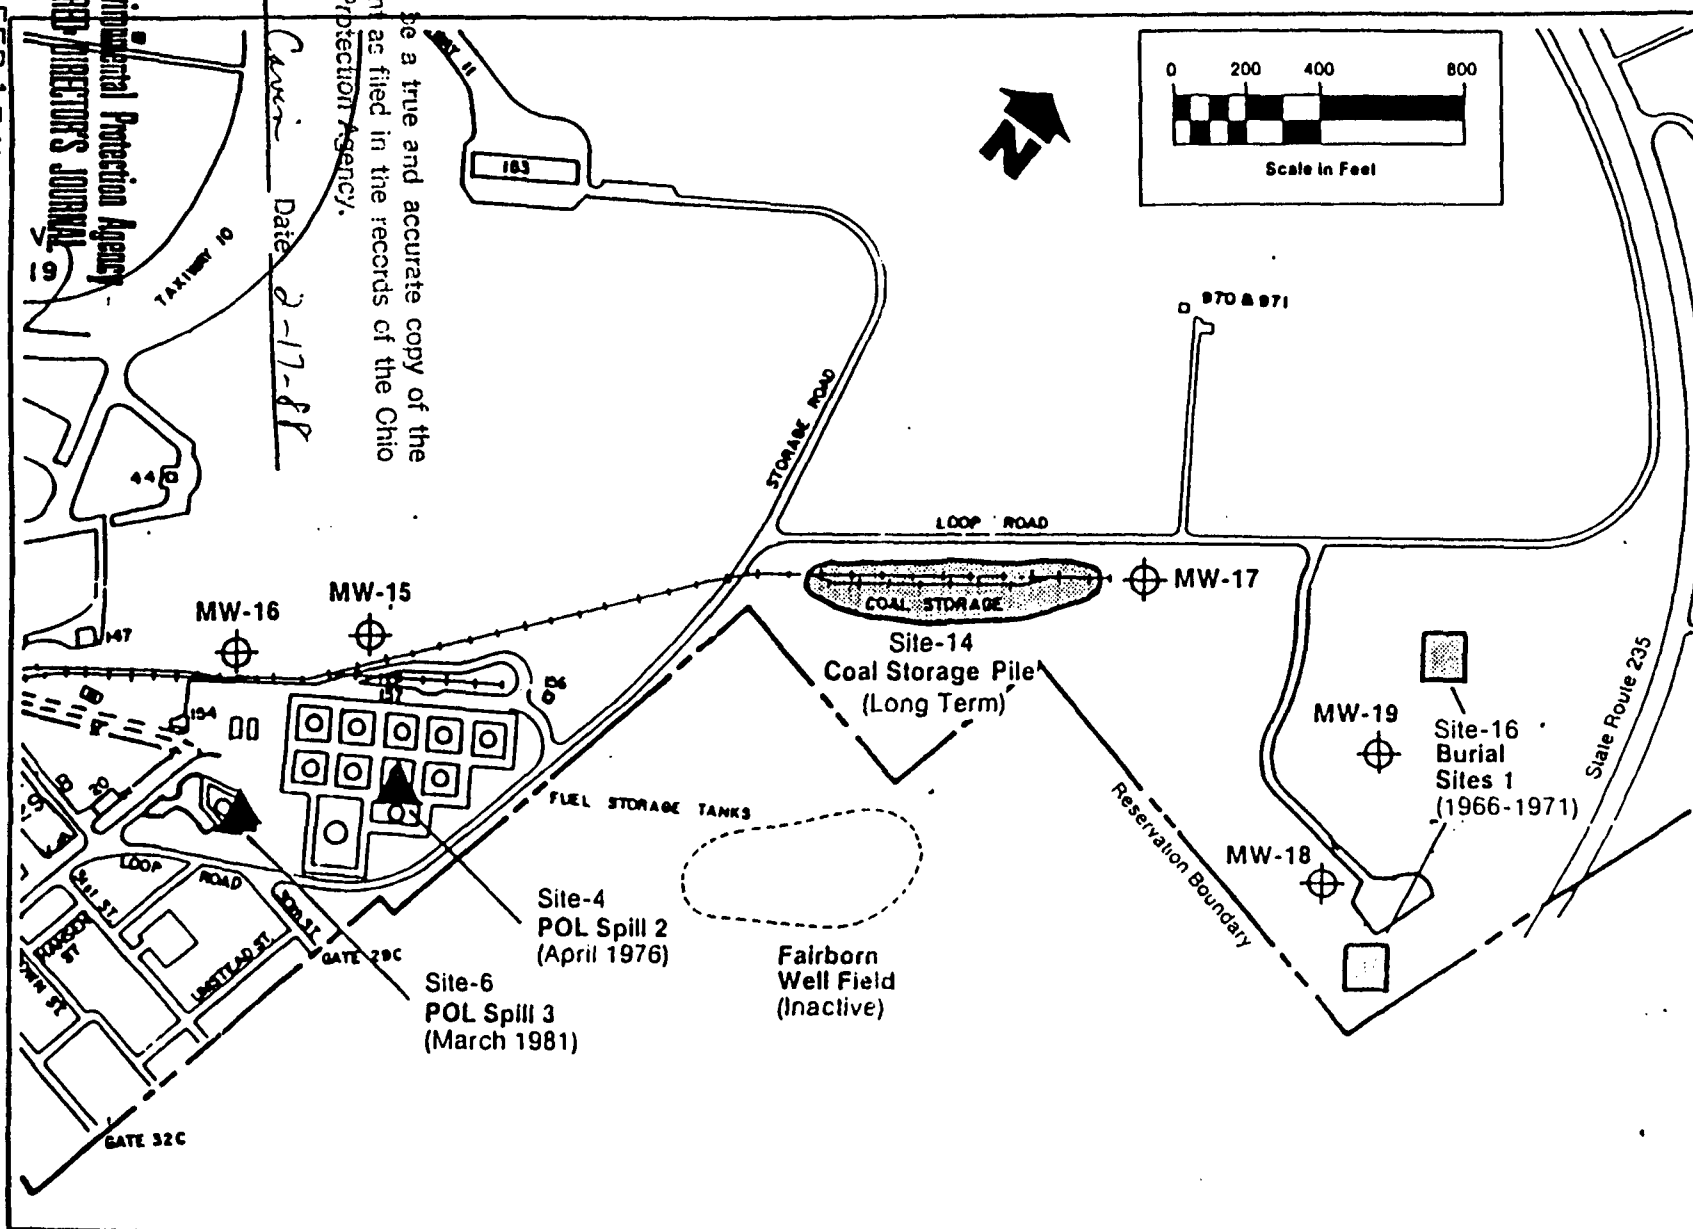 be a true and accurate copy of the
as filed in the records of the Ohio
Protection Agency.
Date 2-17-88
Protection Agency
DIRECTOR'S JOURNAL
19
TAXIWAY 10
183
N
0 200 400 800
Scale in Feet
970 & 971
STORAGE ROAD
LOOP ROAD
44
147
MW-16
MW-15
MW-17
COAL STORAGE
Site-14
Coal Storage Pile
(Long Term)
State Route 235
MW-19
Site-16
Burial
Sites 1
(1966-1971)
MW-18
Reservation Boundary
154
20
FUEL STORAGE TANKS
LOOP ROAD
Site-4
POL Spill 2
(April 1976)
Fairborn
Well Field
(Inactive)
Site-6
POL Spill 3
(March 1981)
UMSTEAD ST.
GATE 29C
GATE 32C